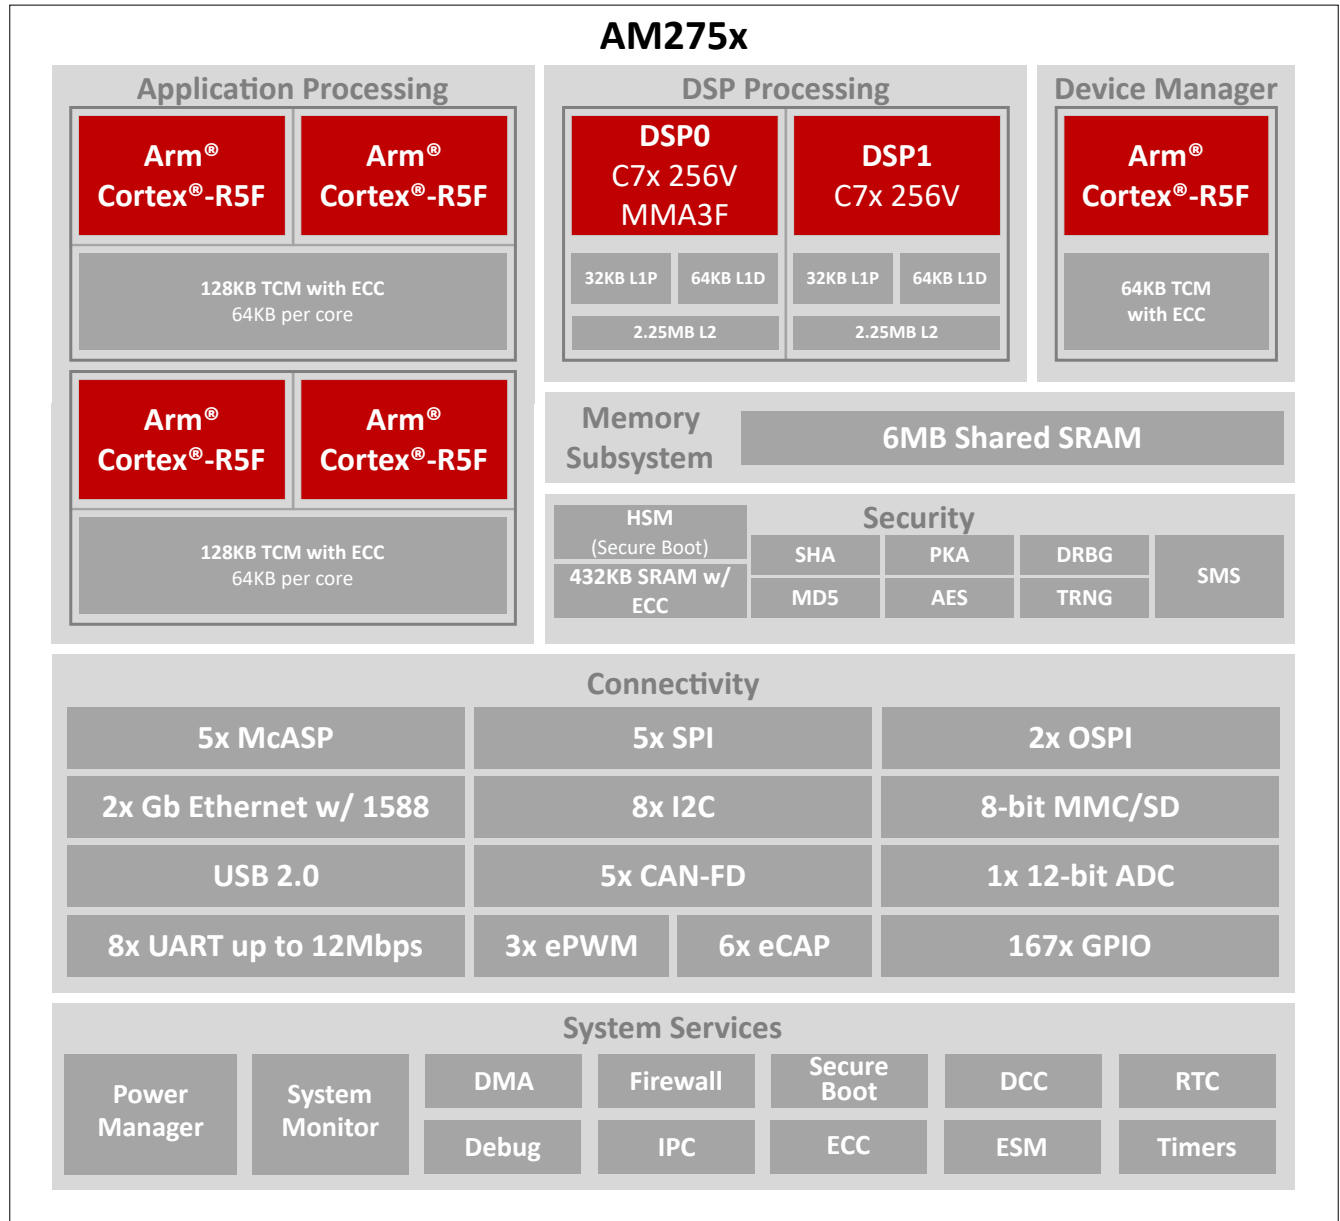 AM275x
Application Processing
Arm®
Cortex®-R5F
Arm®
Cortex®-R5F
128KB TCM with ECC
64KB per core
Arm®
Cortex®-R5F
Arm®
Cortex®-R5F
128KB TCM with ECC
64KB per core
DSP Processing
DSP0
C7x 256V
MMA3F
DSP1
C7x 256V
32KB L1P
64KB L1D
32KB L1P
64KB L1D
2.25MB L2
2.25MB L2
Device Manager
Arm®
Cortex®-R5F
64KB TCM
with ECC
Memory
Subsystem
6MB Shared SRAM
Security
HSM
(Secure Boot)
432KB SRAM w/
ECC
SHA
PKA
DRBG
MD5
AES
TRNG
SMS
Connectivity
5x McASP
5x SPI
2x OSPI
2x Gb Ethernet w/ 1588
8x I2C
8-bit MMC/SD
USB 2.0
5x CAN-FD
1x 12-bit ADC
8x UART up to 12Mbps
3x ePWM
6x eCAP
167x GPIO
System Services
Power
Manager
System
Monitor
DMA
Firewall
Secure
Boot
DCC
RTC
Debug
IPC
ECC
ESM
Timers